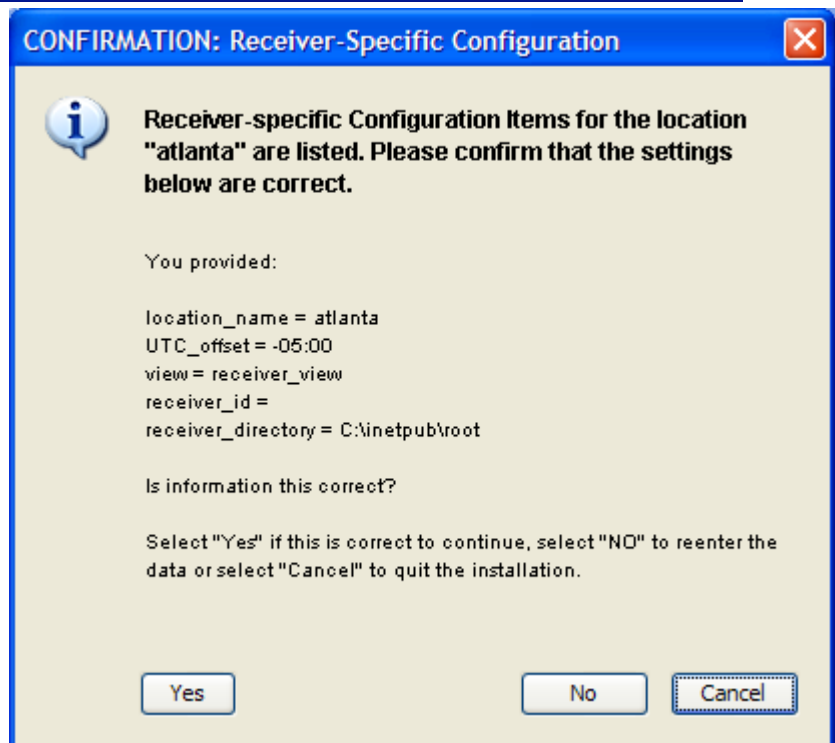 CONFIRMATION: Receiver-Specific Configuration
Receiver-specific Configuration Items for the location
"atlanta" are listed. Please confirm that the settings
below are correct.
You provided:
location_name = atlanta
UTC_offset = -05:00
view = receiver_view
receiver_id =
receiver_directory = C:\inetpub\root
Is information this correct?
Select "Yes" if this is correct to continue, select "NO" to reenter the
data or select "Cancel" to quit the installation.
Yes
No
Cancel